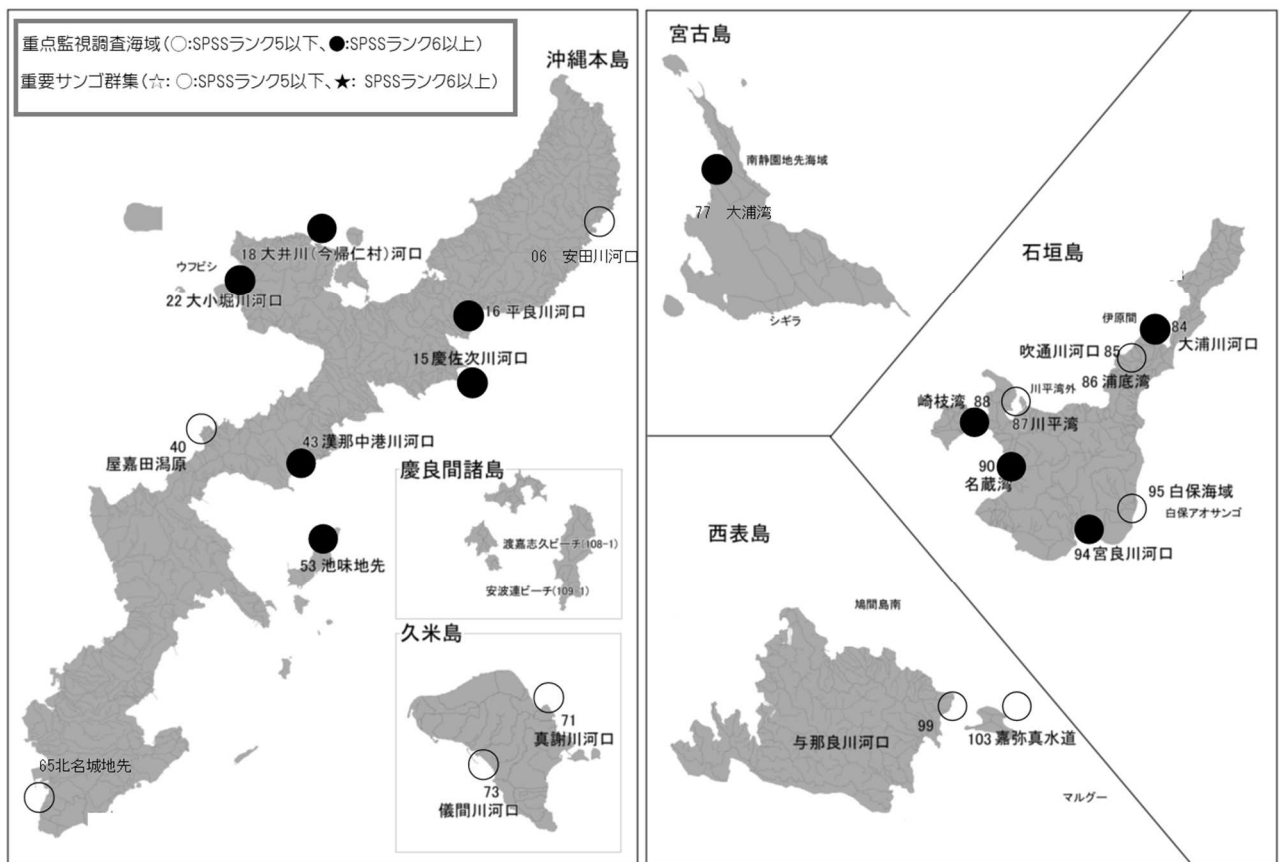 重点監視調査海域(○:SPSSランク5以下、●:SPSSランク6以上)
重要サンゴ群集(☆: ○:SPSSランク5以下、★: SPSSランク6以上)
沖縄本島
18 大井川(今帰仁村)河口
06 安田川河口
ウフビシ
22 大小堀川河口
16 平良川河口
15 慶佐次川河口
40
屋嘉田潟原
43 漢那中港川河口
53 池味地先
65北名城地先
慶良間諸島
渡嘉志久ビーチ(108-1)
安波連ビーチ(109-1)
久米島
71
真謝川河口
73
儀間川河口
宮古島
南静園地先海域
77 大浦湾
シギラ
石垣島
伊原間
84
大浦川河口
吹通川河口 85
86 浦底湾
川平湾外
崎枝湾 88
87 川平湾
90
名蔵湾
95 白保海域
白保アオサンゴ
94 宮良川河口
西表島
鳩間島南
99
与那良川河口
103 嘉弥真水道
マルグー